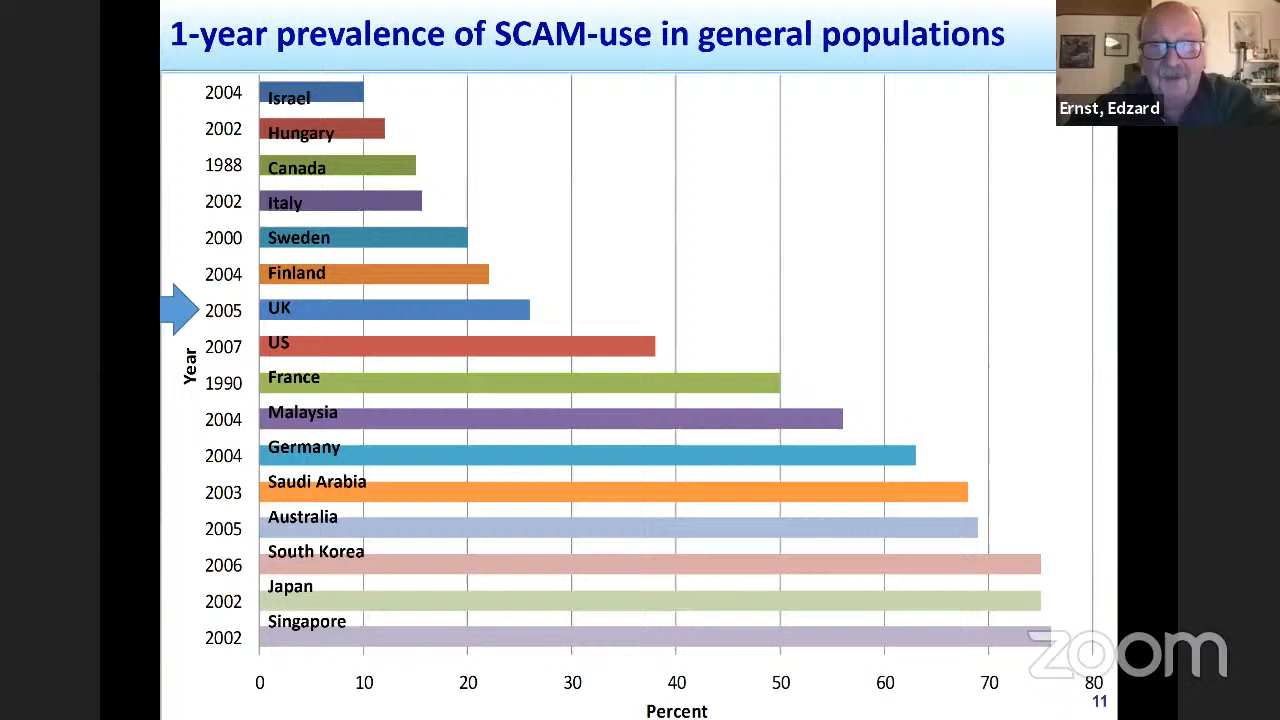 1-year prevalence of SCAM-use in general populations
Ernst, Edzard
2004 Israel
2002 Hungary
1988 Canada
2002 Italy
2000 Sweden
2004 Finland
2005 UK
2007 US
1990 France
2004 Malaysia
2004 Germany
2003 Saudi Arabia
2005 Australia
2006 South Korea
2002 Japan
2002 Singapore
Year
0 10 20 30 40 50 60 70 80
Percent
11
zoom